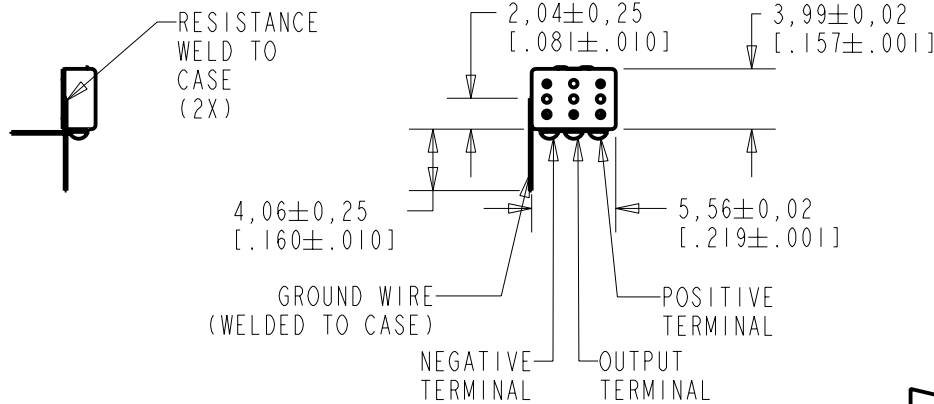 RESISTANCE
WELD TO
CASE
(2X)
2,04±0,25
[.081±.010]
3,99±0,02
[.157±.001]
4,06±0,25
[.160±.010]
5,56±0,02
[.219±.001]
GROUND WIRE
(WELDED TO CASE)
POSITIVE
TERMINAL
NEGATIVE
TERMINAL
OUTPUT
TERMINAL